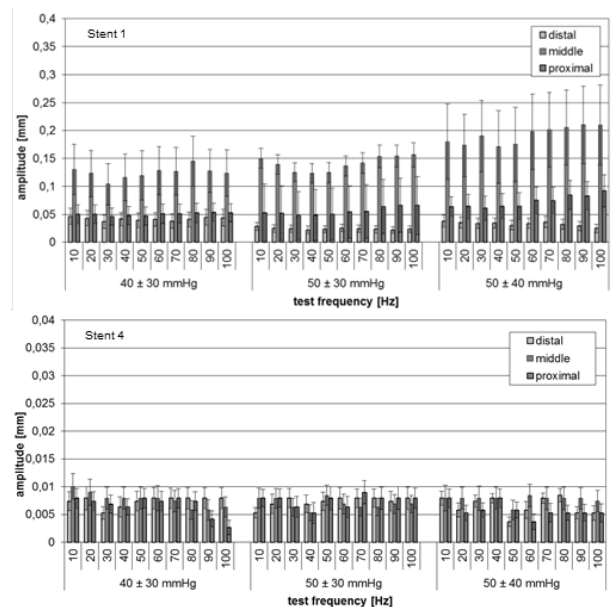 Stent 1
0,4
0,35
0,3
0,25
0,2
0,15
0,1
0,05
0
amplitude [mm]
distal
middle
proximal
10 20 30 40 50 60 70 80 90 100 10 20 30 40 50 60 70 80 90 100 10 20 30 40 50 60 70 80 90 100
40 ± 30 mmHg 50 ± 30 mmHg 50 ± 40 mmHg
test frequency [Hz]
Stent 4
0,04
0,035
0,03
0,025
0,02
0,015
0,01
0,005
0
amplitude [mm]
distal
middle
proximal
10 20 30 40 50 60 70 80 90 100 10 20 30 40 50 60 70 80 90 100 10 20 30 40 50 60 70 80 90 100
40 ± 30 mmHg 50 ± 30 mmHg 50 ± 40 mmHg
test frequency [Hz]